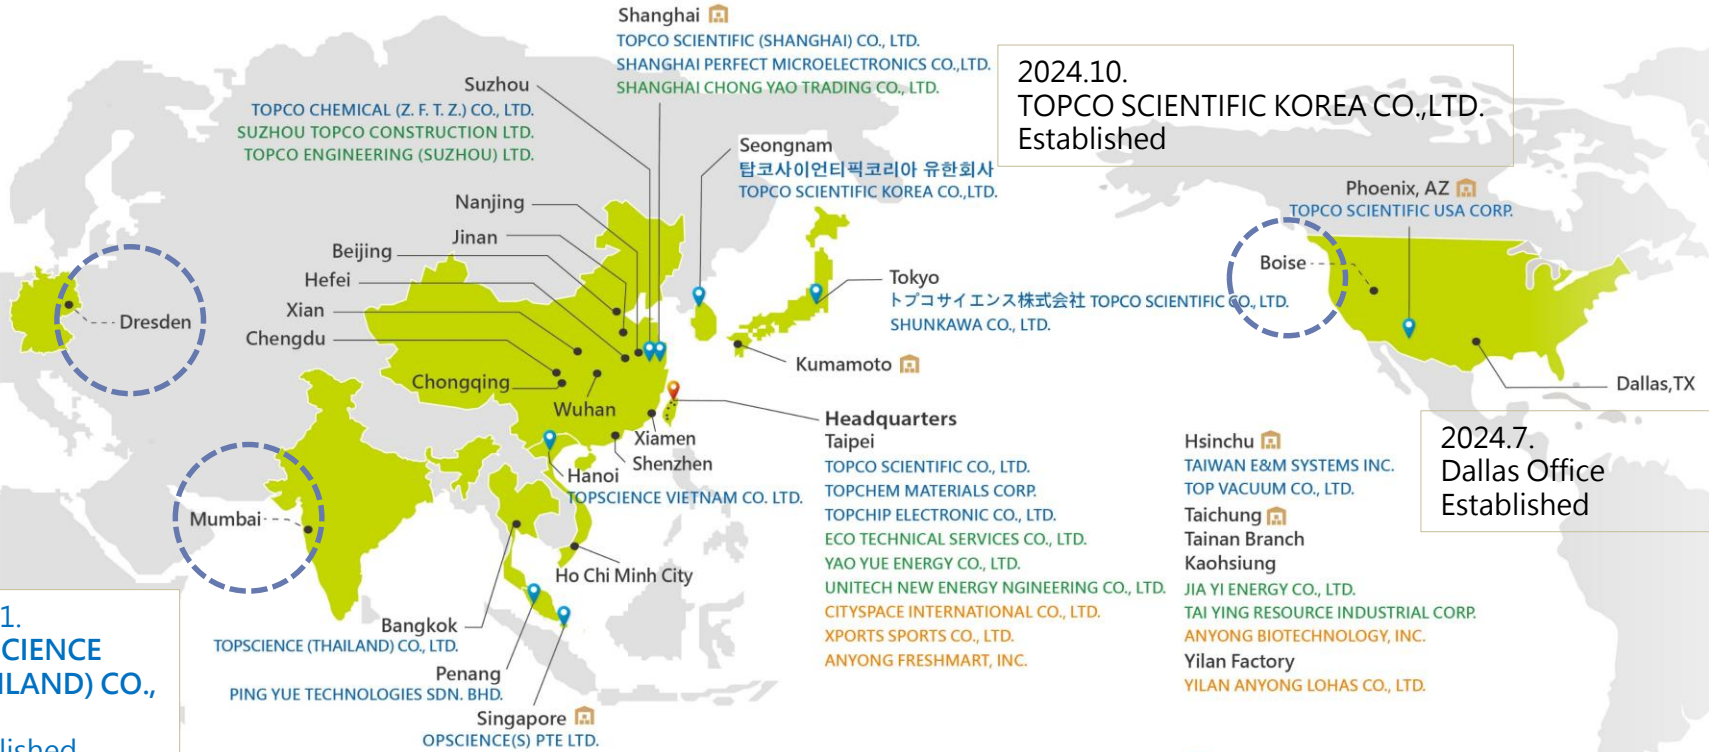 Shanghai
TOPCO SCIENTIFIC (SHANGHAI) CO., LTD.
SHANGHAI PERFECT MICROELECTRONICS CO.,LTD.
SHANGHAI CHONG YAO TRADING CO., LTD.
Suzhou
TOPCO CHEMICAL (Z. F. T. Z.) CO., LTD.
SUZHOU TOPCO CONSTRUCTION LTD.
TOPCO ENGINEERING (SUZHOU) LTD.
2024.10.
TOPCO SCIENTIFIC KOREA CO.,LTD.
Established
Seongnam
탑코사이언티픽코리아 유한회사
TOPCO SCIENTIFIC KOREA CO.,LTD.
Phoenix, AZ
TOPCO SCIENTIFIC USA CORP.
Nanjing
Jinan
Beijing
Hefei
Xian
Chengdu
Chongqing
Wuhan
Xiamen
Shenzhen
Dresden
Boise
Tokyo
トプコサイエンス株式会社 TOPCO SCIENTIFIC CO., LTD.
SHUNKAWA CO., LTD.
Kumamoto
Dallas,TX
2024.7.
Dallas Office
Established
Headquarters
Taipei
TOPCO SCIENTIFIC CO., LTD.
TOPCHEM MATERIALS CORP.
TOPCHIP ELECTRONIC CO., LTD.
ECO TECHNICAL SERVICES CO., LTD.
YAO YUE ENERGY CO., LTD.
UNITECH NEW ENERGY NGINEERING CO., LTD.
CITYSPACE INTERNATIONAL CO., LTD.
XPORTS SPORTS CO., LTD.
ANYONG FRESHMART, INC.
Hsinchu
TAIWAN E&M SYSTEMS INC.
TOP VACUUM CO., LTD.
Taichung
Tainan Branch
Kaohsiung
JIA YI ENERGY CO., LTD.
TAI YING RESOURCE INDUSTRIAL CORP.
ANYONG BIOTECHNOLOGY, INC.
Yilan Factory
YILAN ANYONG LOHAS CO., LTD.
Hanoi
TOPSCIENCE VIETNAM CO. LTD.
Mumbai
Ho Chi Minh City
Bangkok
TOPSCIENCE (THAILAND) CO., LTD.
Penang
PING YUE TECHNOLOGIES SDN. BHD.
Singapore
OPSCIENCE(S) PTE LTD.
1.
CIENCE
ILAND) CO.,
lished